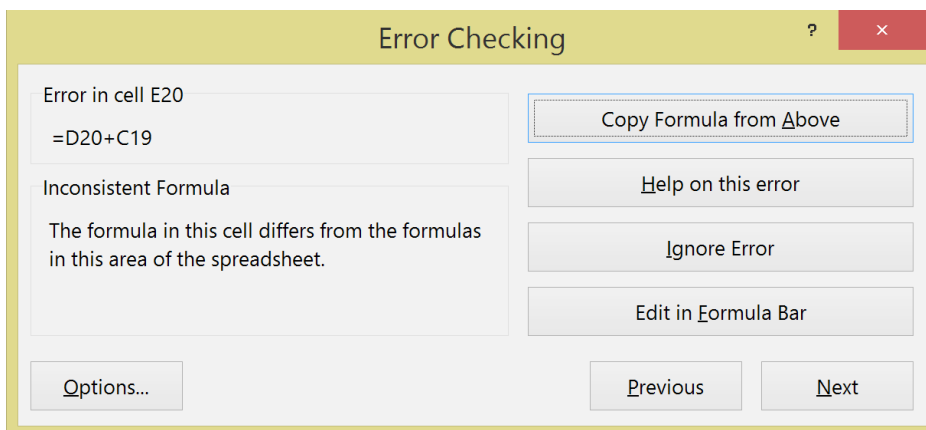 Error Checking
?
×
Error in cell E20
=D20+C19
Inconsistent Formula
The formula in this cell differs from the formulas
in this area of the spreadsheet.
Copy Formula from Above
Help on this error
Ignore Error
Edit in Formula Bar
Options...
Previous
Next